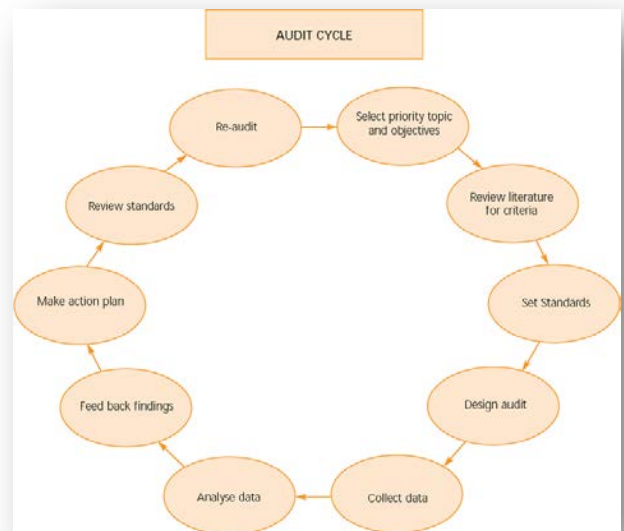 AUDIT CYCLE
Re-audit
Select priority topic
and objectives
Review literature
for criteria
Set Standards
Design audit
Collect data
Analyse data
Feed back findings
Make action plan
Review standards